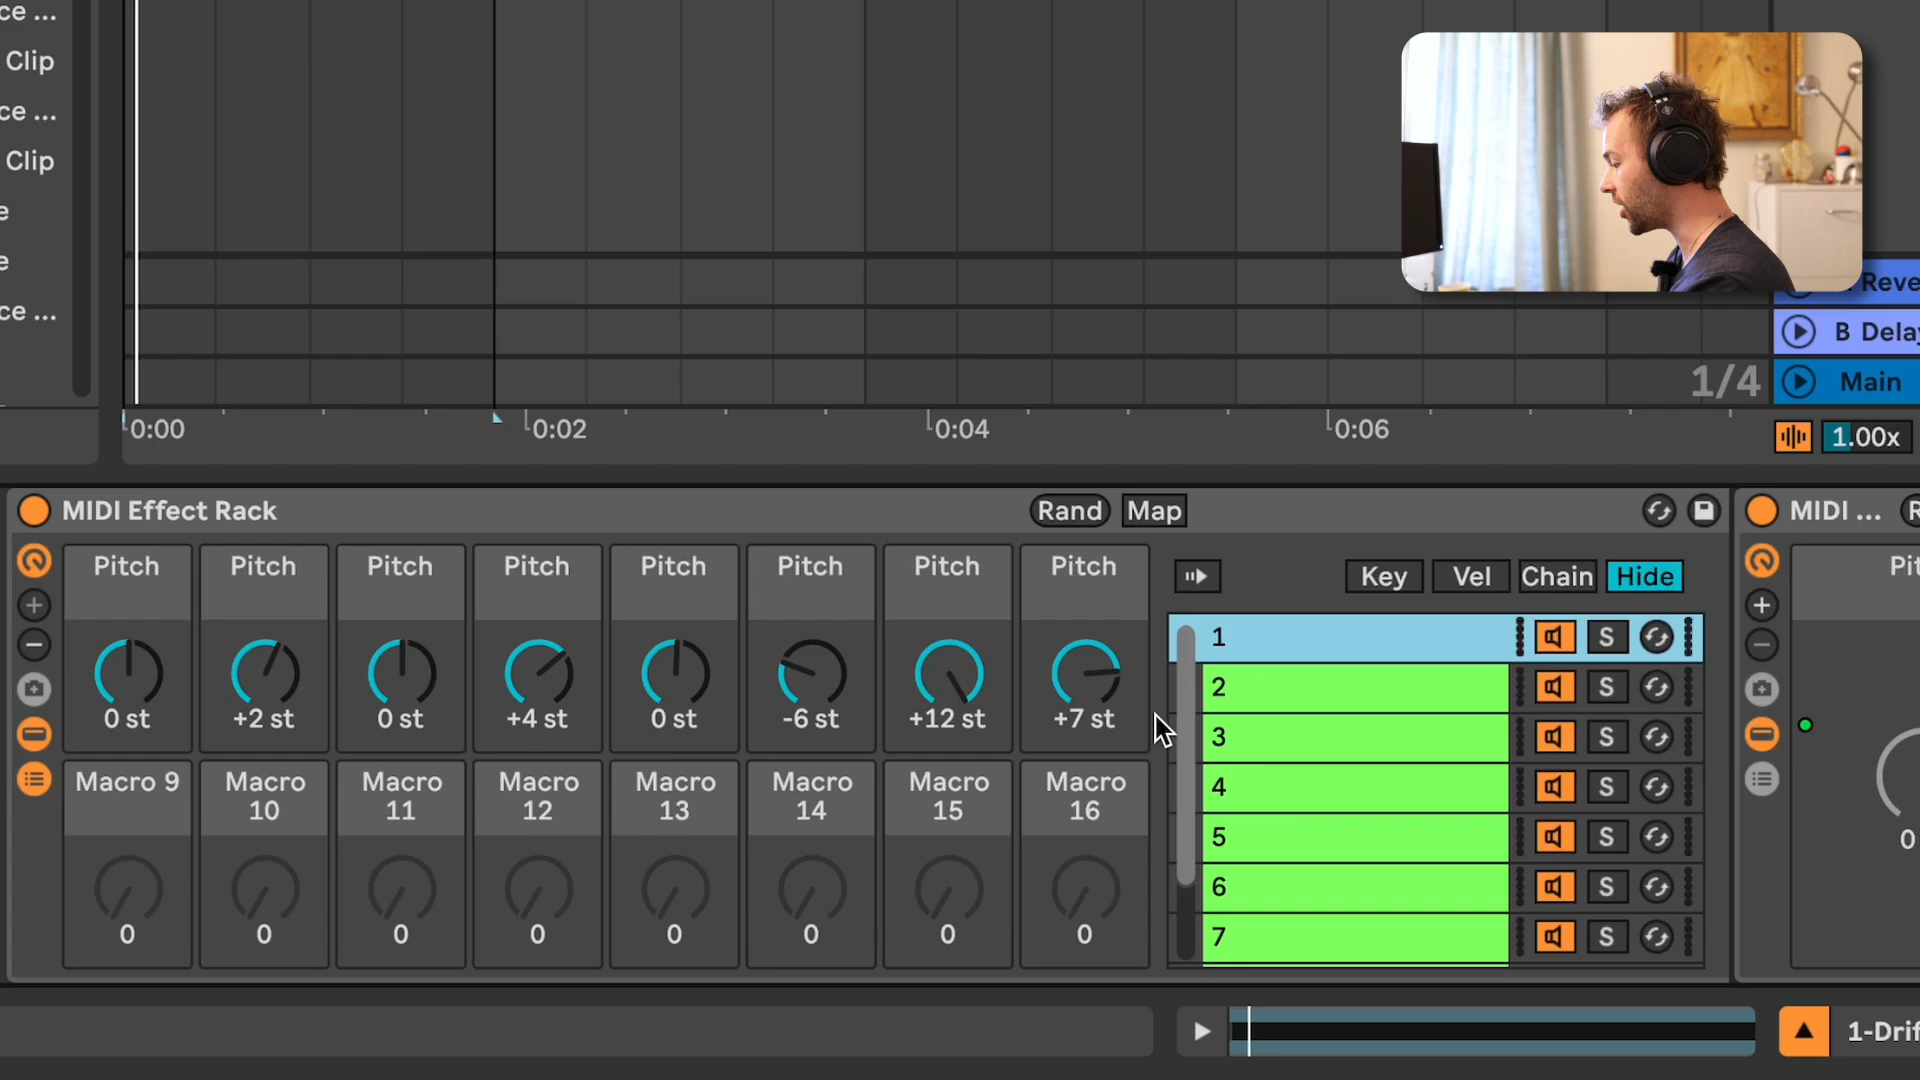 ce ...
Clip
ce ...
Clip
e
e
ce ...
Reve
B Delay
1/4
Main
0:00
0:02
0:04
0:06
1.00x
MIDI Effect Rack
Rand
Map
MIDI ...
R
Pitch
Pitch
Pitch
Pitch
Pitch
Pitch
Pitch
Pitch
Key
Vel
Chain
Hide
Pit
0 st
+2 st
0 st
+4 st
0 st
-6 st
+12 st
+7 st
1
S
2
S
3
S
4
S
5
S
6
S
7
S
Macro 9
Macro
10
Macro
11
Macro
12
Macro
13
Macro
14
Macro
15
Macro
16
0
0
0
0
0
0
0
0
0
1-Drif